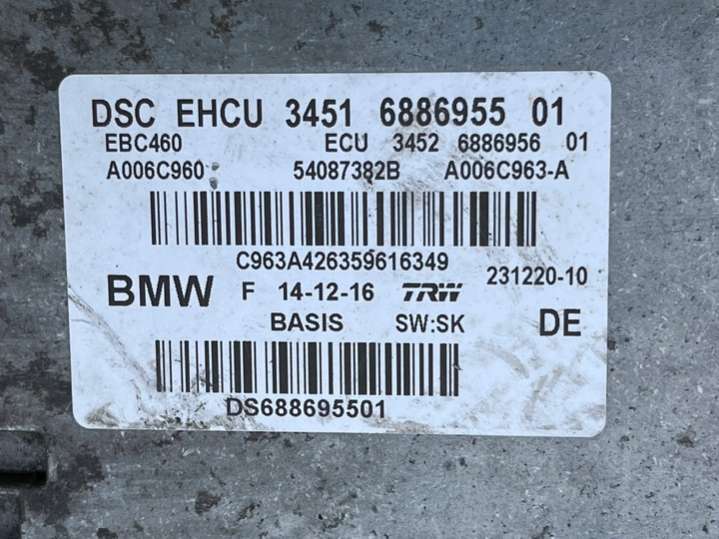 DSC EHCU 3451 6886955 01
EBC460 ECU 3452 6886956 01
A006C960 54087382B A006C963-A
C963A426359616349
BMW F 14-12-16 TRW 231220-10
BASIS SW:SK DE
DS688695501